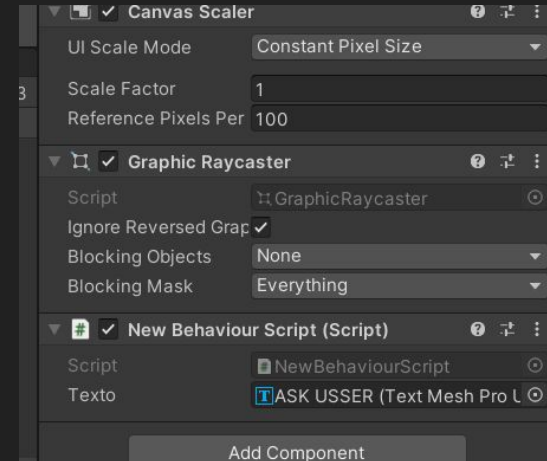 Canvas Scaler
UI Scale Mode Constant Pixel Size
3
Scale Factor 1
Reference Pixels Per 100
Graphic Raycaster
Script GraphicRaycaster
Ignore Reversed Grap
Blocking Objects None
Blocking Mask Everything
# New Behaviour Script (Script)
Script # NewBehaviourScript
Texto T ASK USSER (Text Mesh Pro U
Add Component